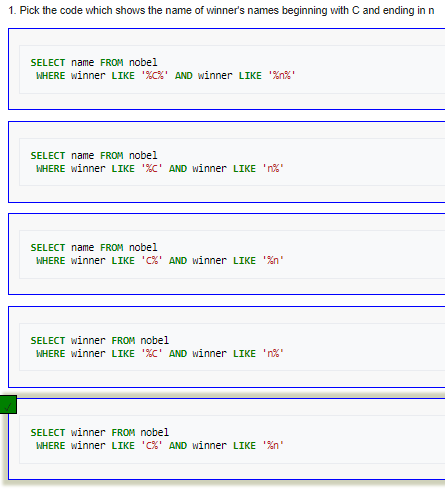 1. Pick the code which shows the name of winner's names beginning with C and ending in n
SELECT name FROM nobel
WHERE winner LIKE '%C%' AND winner LIKE '%n%'
SELECT name FROM nobel
WHERE winner LIKE '%C' AND winner LIKE 'n%'
SELECT name FROM nobel
WHERE winner LIKE 'C%' AND winner LIKE '%n'
SELECT winner FROM nobel
WHERE winner LIKE '%C' AND winner LIKE 'n%'
SELECT winner FROM nobel
WHERE winner LIKE 'C%' AND winner LIKE '%n'